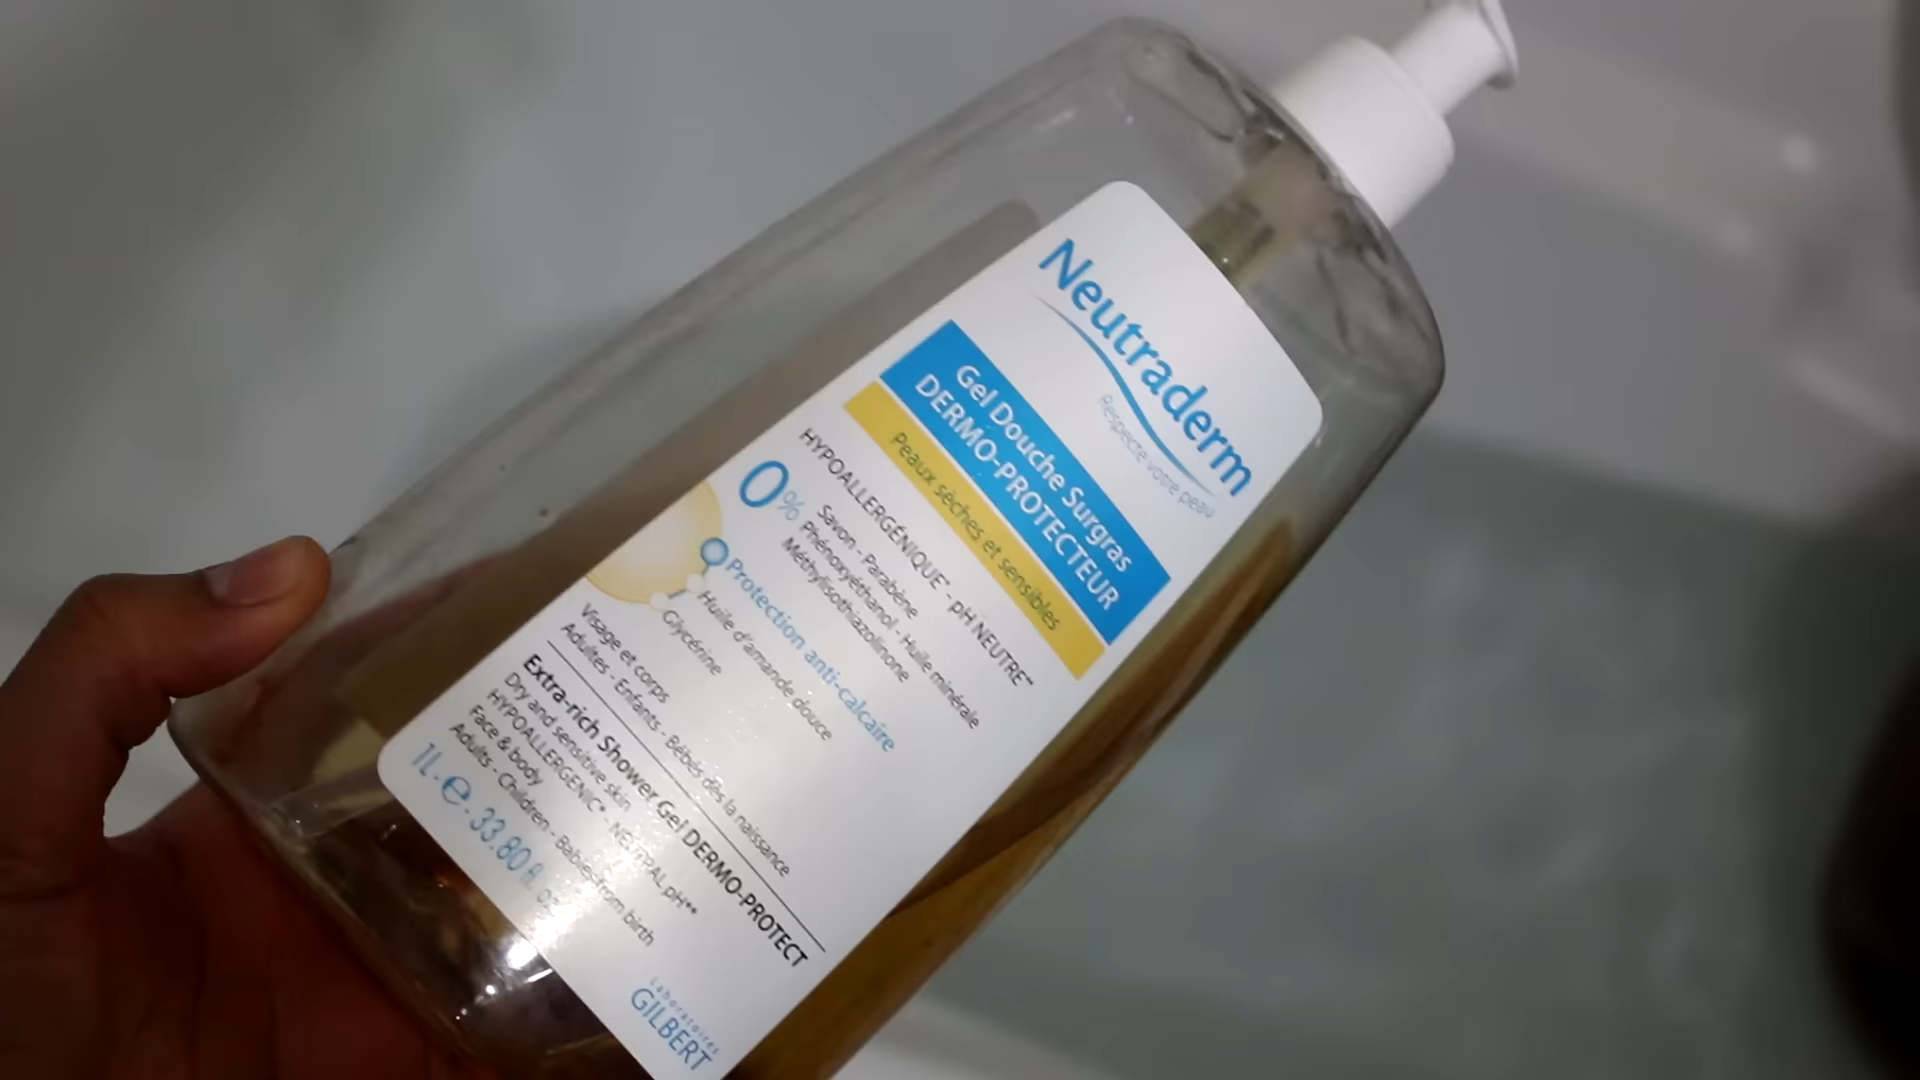 Neutraderm
Respecte votre peau
Gel Douche Surgras
DERMO-PROTECTEUR
Peaux sèches et sensibles
HYPOALLERGÉNIQUE* - pH NEUTRE**
0%
Savon - Parabène
Phénoxyéthanol - Huile minérale
Méthylisothiazolinone
Protection anti-calcaire
Huile d'amande douce
Glycérine
Visage et corps
Adultes - Enfants - Bébés dès la naissance
Extra-rich Shower Gel DERMO-PROTECT
Dry and sensitive skin
HYPOALLERGENIC* - NEUTRAL pH**
Face & body
Adults - Children - Babies from birth
1L - e - 33.80 fl. oz
Laboratoires
GILBERT